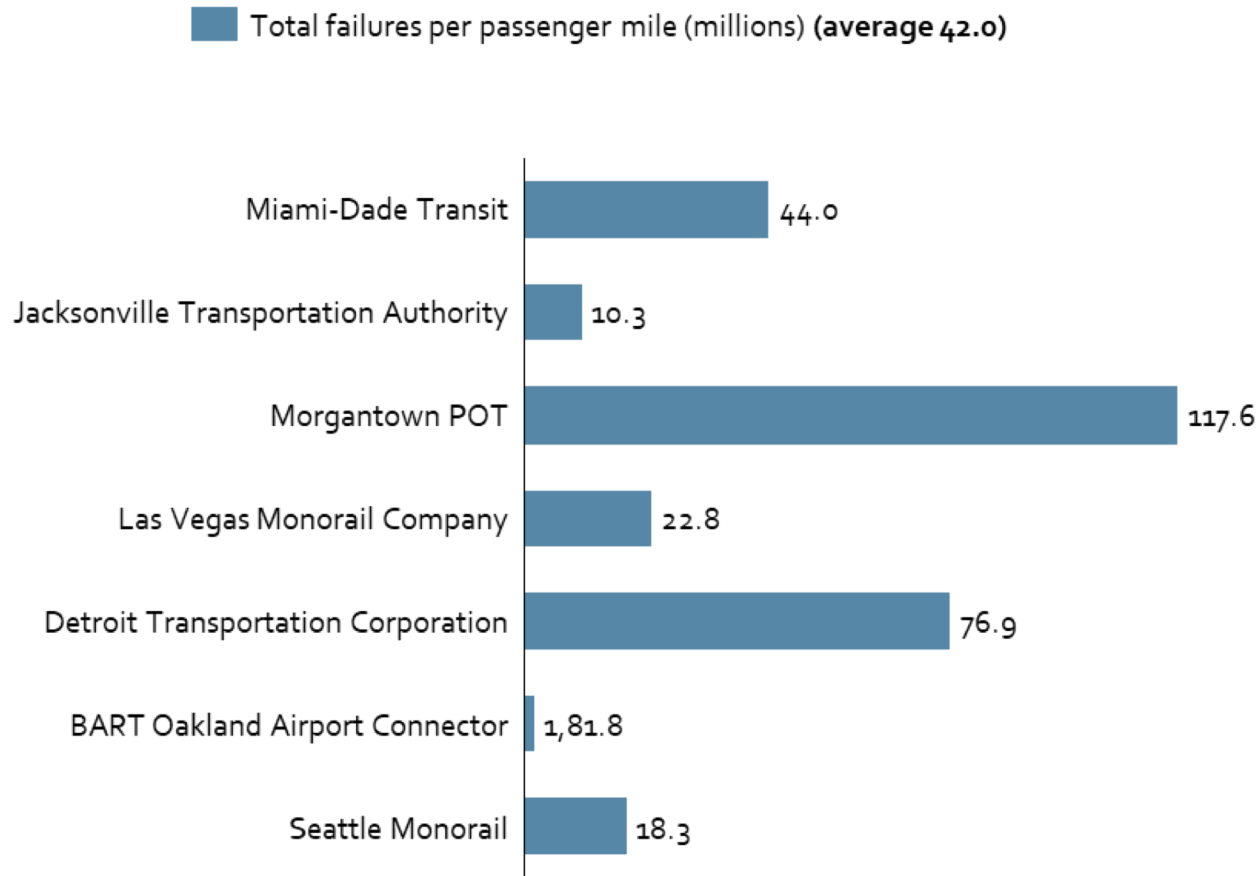 Total failures per passenger mile (millions) (average 42.0)
Miami-Dade Transit 44.0
Jacksonville Transportation Authority 10.3
Morgantown POT 117.6
Las Vegas Monorail Company 22.8
Detroit Transportation Corporation 76.9
BART Oakland Airport Connector 1,81.8
Seattle Monorail 18.3